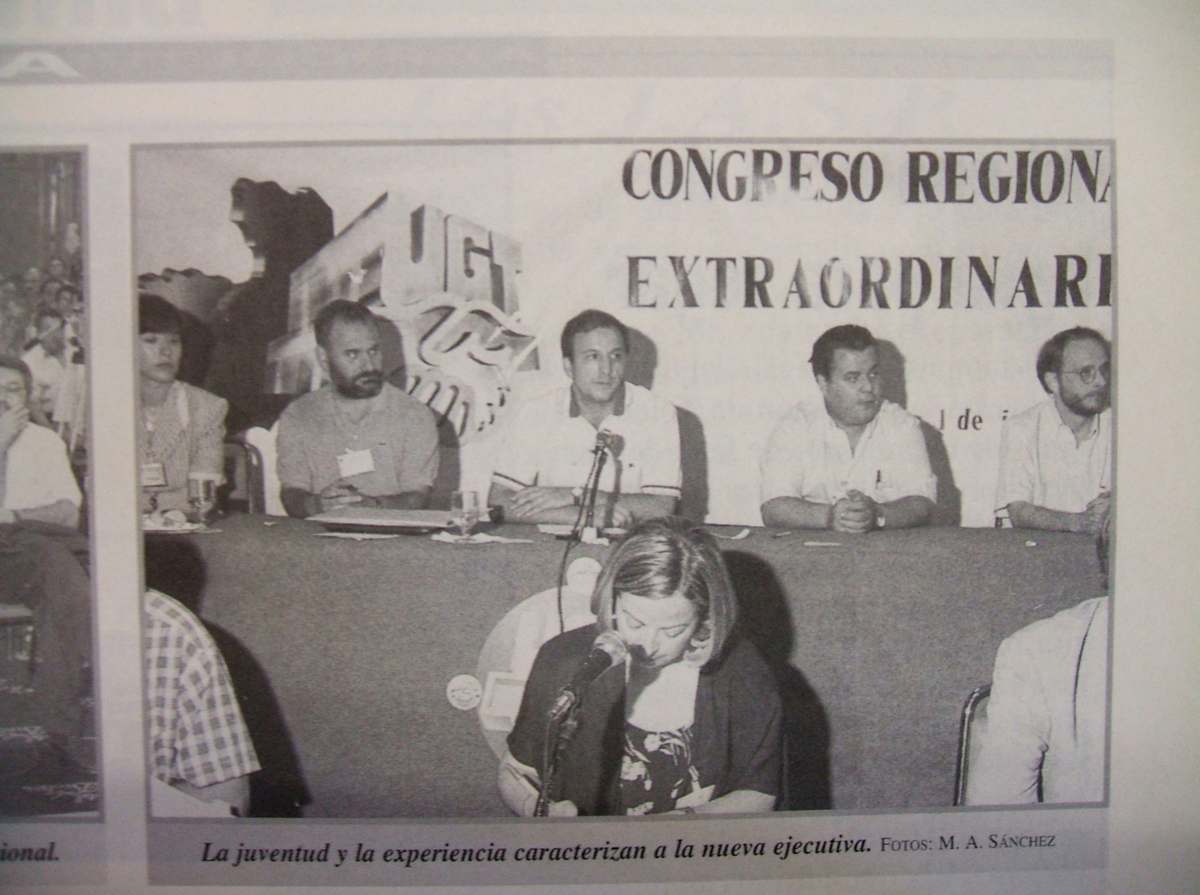 A
CONGRESO REGIONA
EXTRAORDINARI
UGT
d de
ional.
La juventud y la experiencia caracterizan a la nueva ejecutiva. FOTOS: M. A. SÁNCHEZ